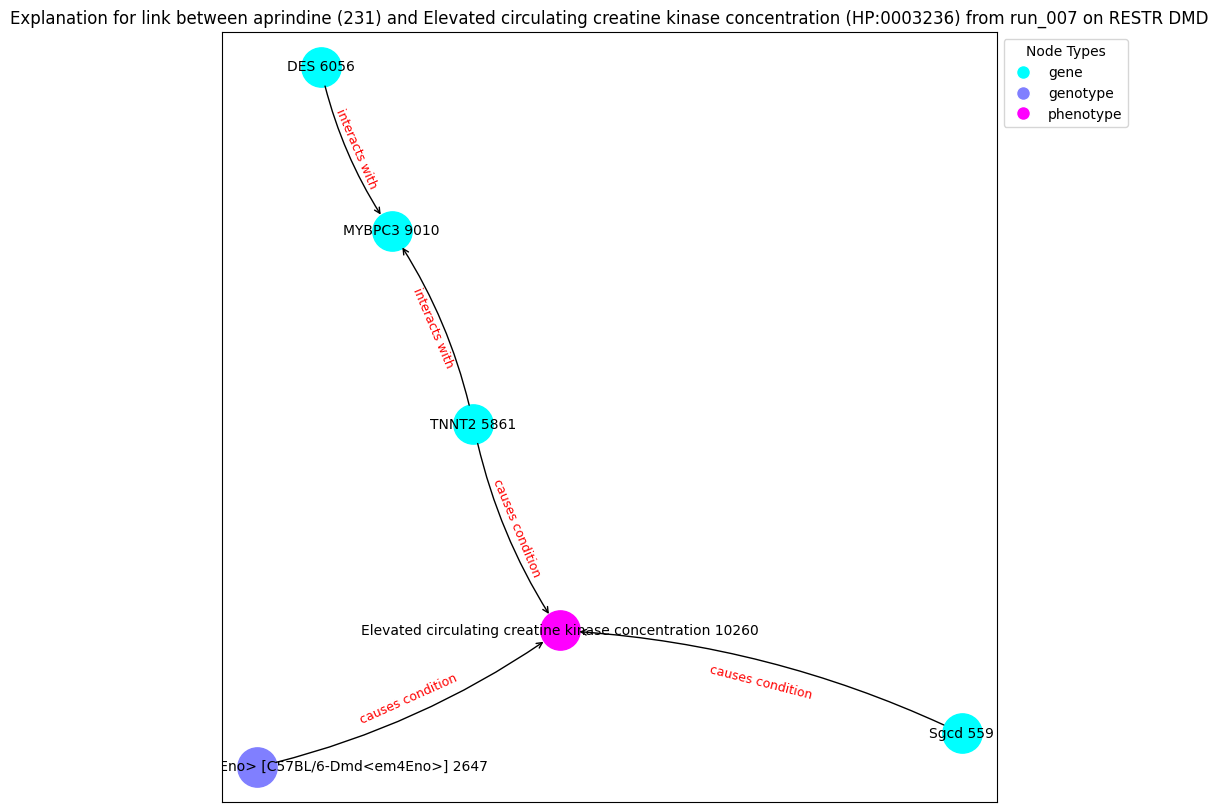 Explanation for link between aprindine (231) and Elevated circulating creatine kinase concentration (HP:0003236) from run_007 on RESTR DMD
Node Types
gene
genotype
phenotype
DES 6056
interacts with
MYBPC3 9010
interacts with
TNNT2 5861
causes condition
Elevated circulating creatine kinase concentration 10260
causes condition
causes condition
Sgcd 559
Eno> [C57BL/6-Dmd<em4Eno>] 2647